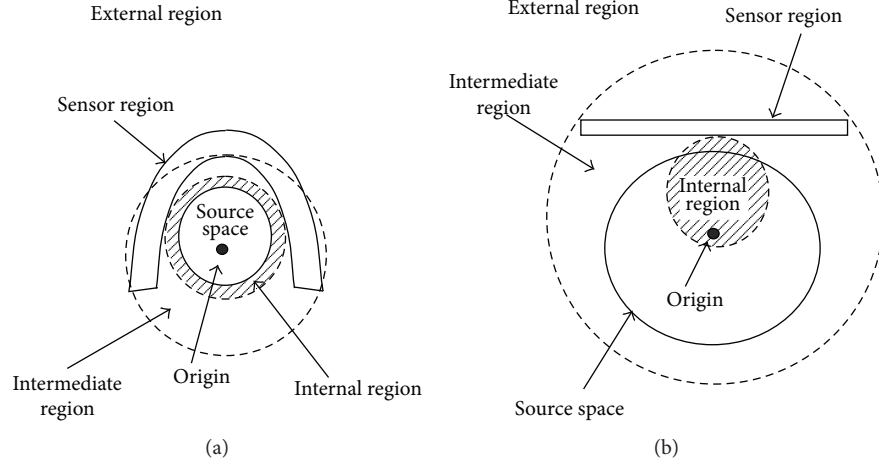 External region
Sensor region
Source
space
Intermediate
region
Origin
Internal region
(a)
External region
Sensor region
Intermediate
region
Internal
region
Origin
Source space
(b)